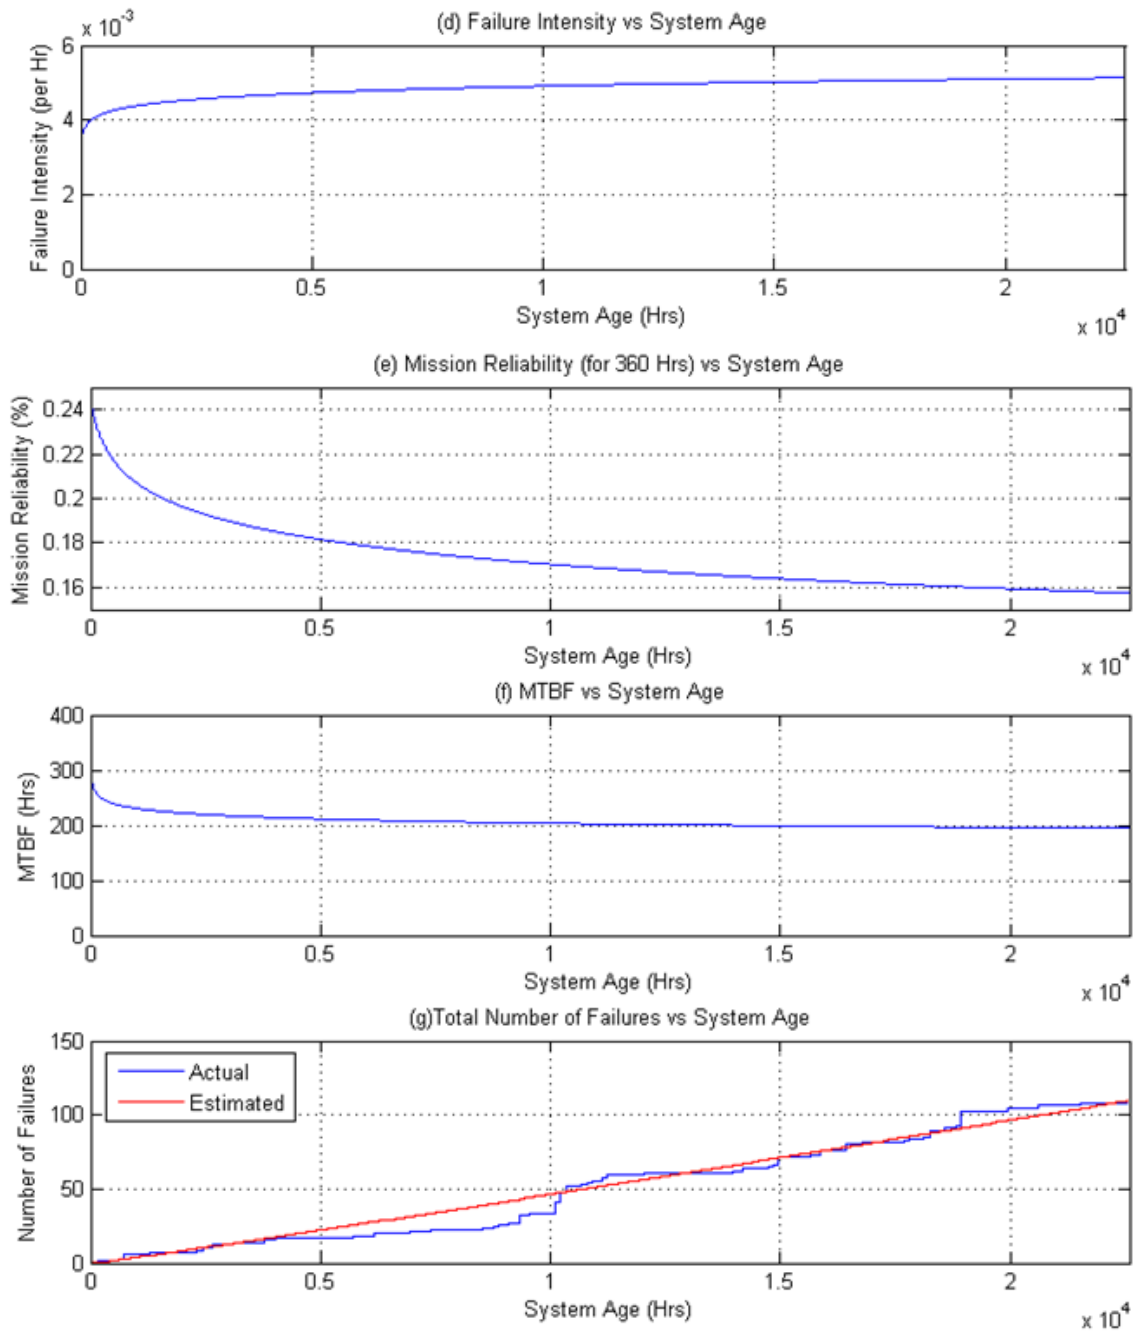 (d) Failure Intensity vs System Age
x 10^-3
6
4
2
0
Failure Intensity (per Hr)
0 0.5 1 1.5 2
System Age (Hrs)
x 10^4
(e) Mission Reliability (for 360 Hrs) vs System Age
0.24
0.22
0.2
0.18
0.16
Mission Reliability (%)
0 0.5 1 1.5 2
System Age (Hrs)
x 10^4
(f) MTBF vs System Age
400
300
200
100
0
MTBF (Hrs)
0 0.5 1 1.5 2
System Age (Hrs)
x 10^4
(g)Total Number of Failures vs System Age
150
100
50
0
Number of Failures
Actual
Estimated
0 0.5 1 1.5 2
System Age (Hrs)
x 10^4